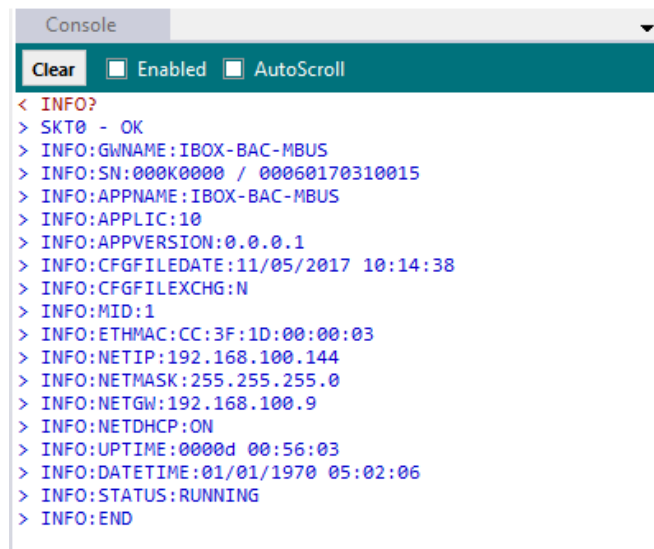 Console
Clear Enabled AutoScroll
< INFO?
> SKT0 - OK
> INFO:GWNAME:IBOX-BAC-MBUS
> INFO:SN:000K0000 / 00060170310015
> INFO:APPNAME:IBOX-BAC-MBUS
> INFO:APPLIC:10
> INFO:APPVERSION:0.0.0.1
> INFO:CFGFILEDATE:11/05/2017 10:14:38
> INFO:CFGFILEXCHG:N
> INFO:MID:1
> INFO:ETHMAC:CC:3F:1D:00:00:03
> INFO:NETIP:192.168.100.144
> INFO:NETMASK:255.255.255.0
> INFO:NETGW:192.168.100.9
> INFO:NETDHCP:ON
> INFO:UPTIME:0000d 00:56:03
> INFO:DATETIME:01/01/1970 05:02:06
> INFO:STATUS:RUNNING
> INFO:END